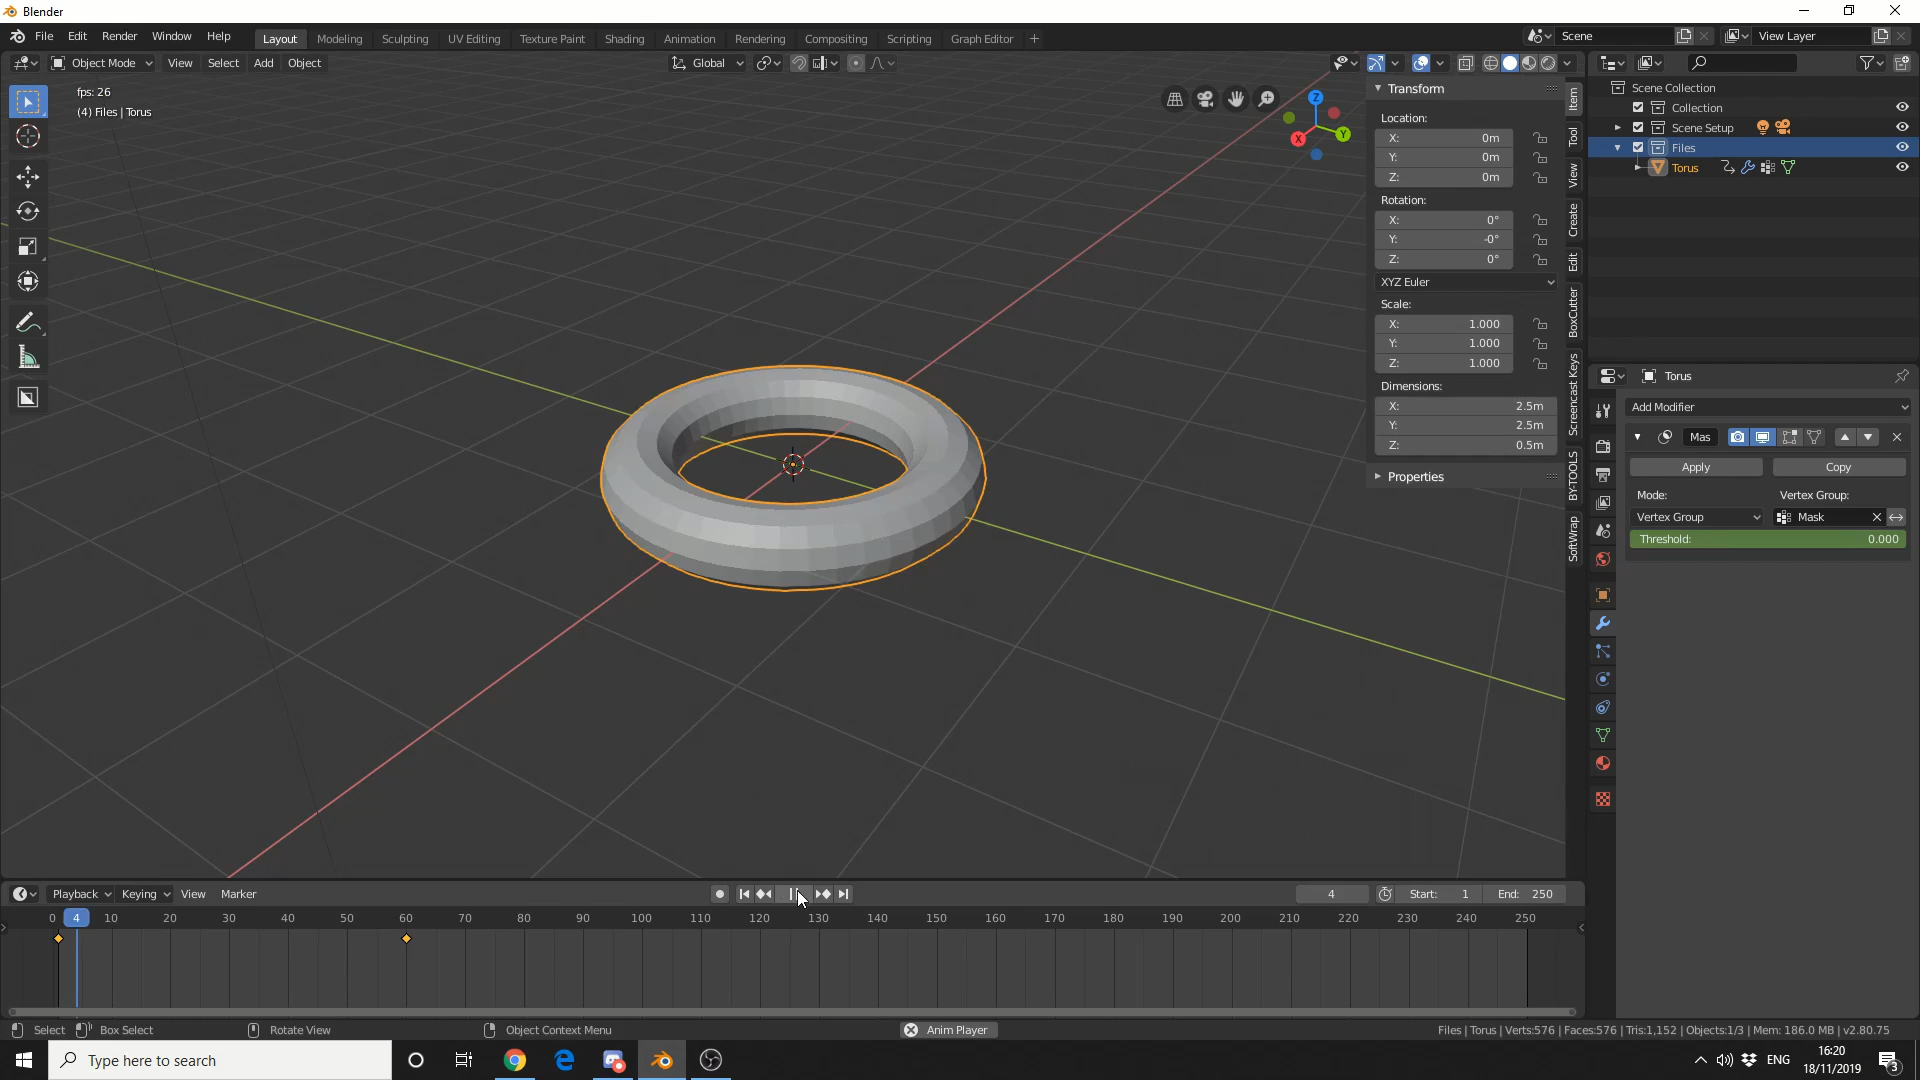 Blender
File Edit Render Window Help
Layout Modeling Sculpting UV Editing Texture Paint Shading Animation Rendering Compositing Scripting Graph Editor +
Scene
View Layer
Object Mode View Select Add Object
Global
fps: 26
(4) Files | Torus
Z
Y
X
Transform
Location:
X: 0m
Y: 0m
Z: 0m
Rotation:
X: 0°
Y: -0°
Z: 0°
XYZ Euler
Scale:
X: 1.000
Y: 1.000
Z: 1.000
Dimensions:
X: 2.5m
Y: 2.5m
Z: 0.5m
Properties
Item
Tool
View
Create
Edit
BoxCutter
Screencast Keys
BY-TOOLS
SoftWrap
Scene Collection
Collection
Scene Setup
Files
Torus
Torus
Add Modifier
Mas
Apply Copy
Mode: Vertex Group:
Vertex Group Mask
Threshold: 0.000
Playback Keying View Marker
4 Start: 1 End: 250
0 4 10 20 30 40 50 60 70 80 90 100 110 120 130 140 150 160 170 180 190 200 210 220 230 240 250
Select Box Select Rotate View Object Context Menu Anim Player
Files | Torus | Verts:576 | Faces:576 | Tris:1,152 | Objects:1/3 | Mem: 186.0 MB | v2.80.75
Type here to search
ENG
16:20
18/11/2019
3